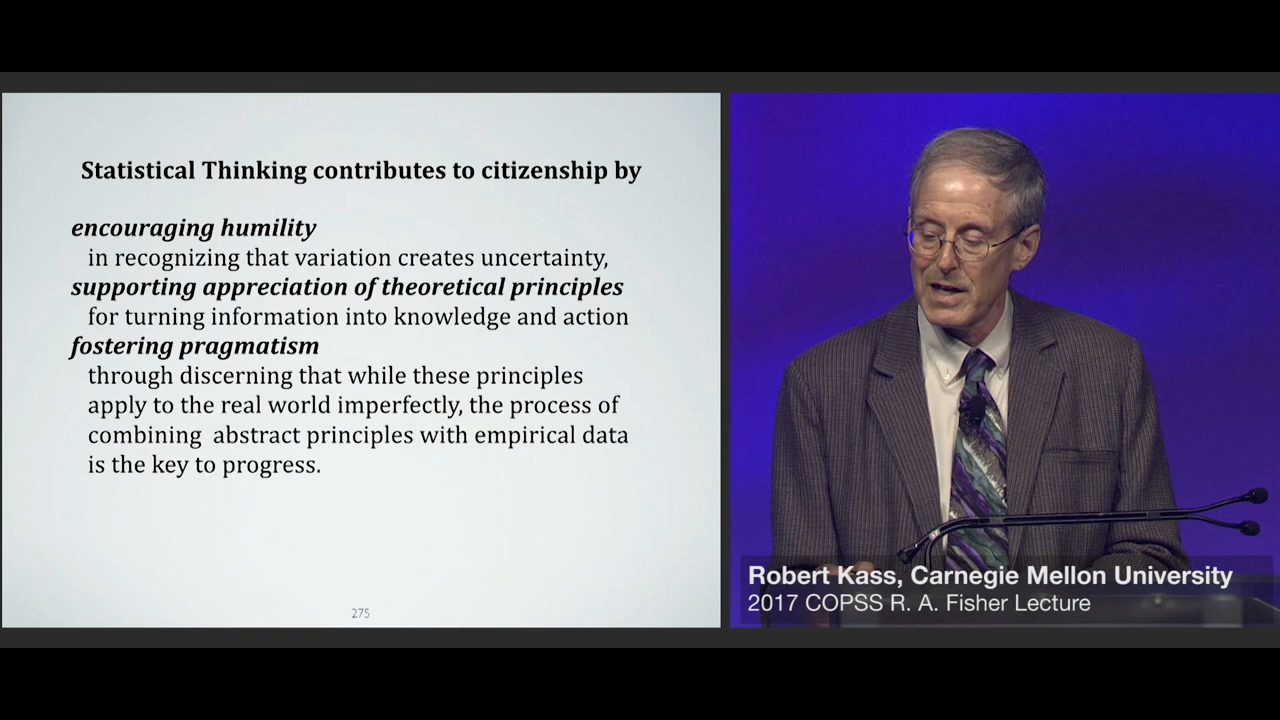 Statistical Thinking contributes to citizenship by
encouraging humility
in recognizing that variation creates uncertainty,
supporting appreciation of theoretical principles
for turning information into knowledge and action
fostering pragmatism
through discerning that while these principles
apply to the real world imperfectly, the process of
combining abstract principles with empirical data
is the key to progress.
275
Robert Kass, Carnegie Mellon University
2017 COPSS R. A. Fisher Lecture